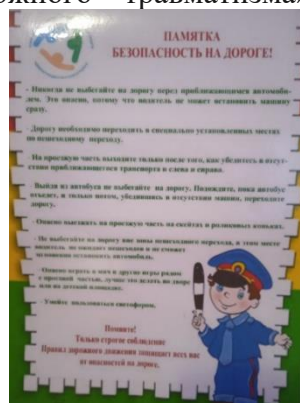 травматизма
ПАМЯТКА
БЕЗОПАСНОСТЬ НА ДОРОГЕ!
- Никогда не выбегайте на дорогу перед приближающимся автомоби-
лем. Это опасно, потому что водитель не может остановить машину
сразу.
- Дорогу необходимо переходить в специально установленных местах
по пешеходному переходу.
- На проезжую часть выходите только после того, как убедитесь в отсут-
ствии приближающегося транспорта и слева и справа.
- Выйдя из автобуса не выбегайте на дорогу. Подождите, пока автобус
отъедет, и только потом, убедившись в отсутствии машин, переходите
дорогу.
- Опасно выезжать на проезжую часть на скейтах и роликовых коньках.
- Не выбегайте на дорогу вне зоны пешеходного перехода, в этом месте
водитель не ожидает пешеходов и не сможет
мгновенно остановить автомобиль.
- Опасно играть в мяч и другие игры рядом
с проезжей частью, лучше это делать во дворе
или на детской площадке.
- Умейте пользоваться светофором.
Помните!
Только строгое соблюдение
Правил дорожного движения защищает всех вас
от опасностей на дороге.